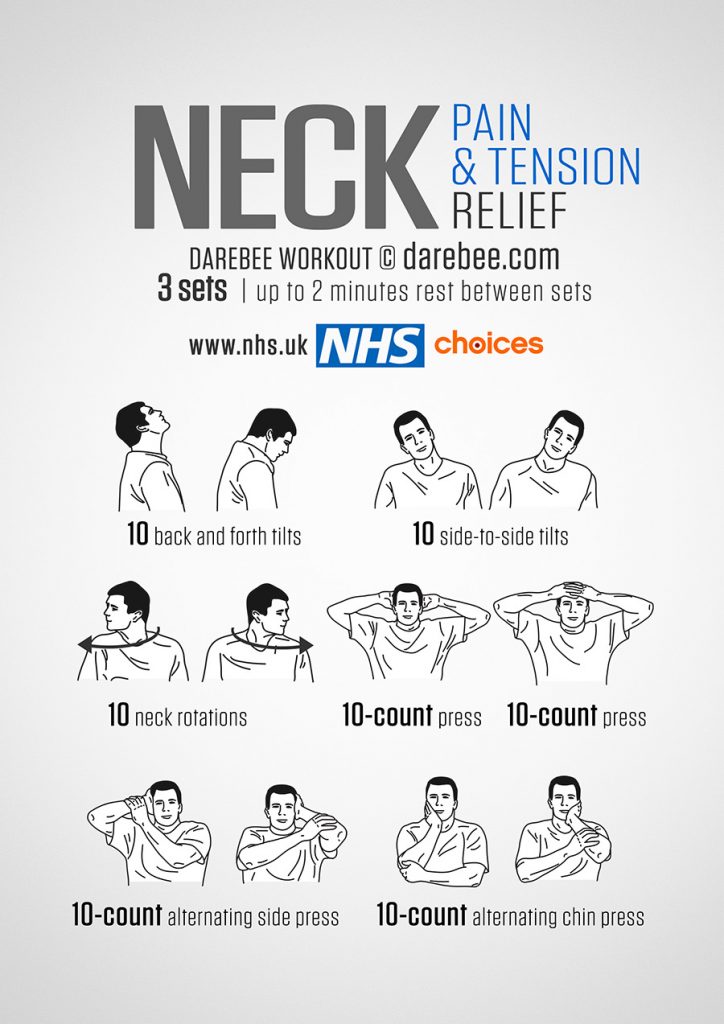 NECK
PAIN
& TENSION
RELIEF
DAREBEE WORKOUT © darebee.com
3 sets | up to 2 minutes rest between sets
www.nhs.uk NHS choices
10 back and forth tilts
10 side-to-side tilts
10 neck rotations
10-count press
10-count press
10-count alternating side press
10-count alternating chin press